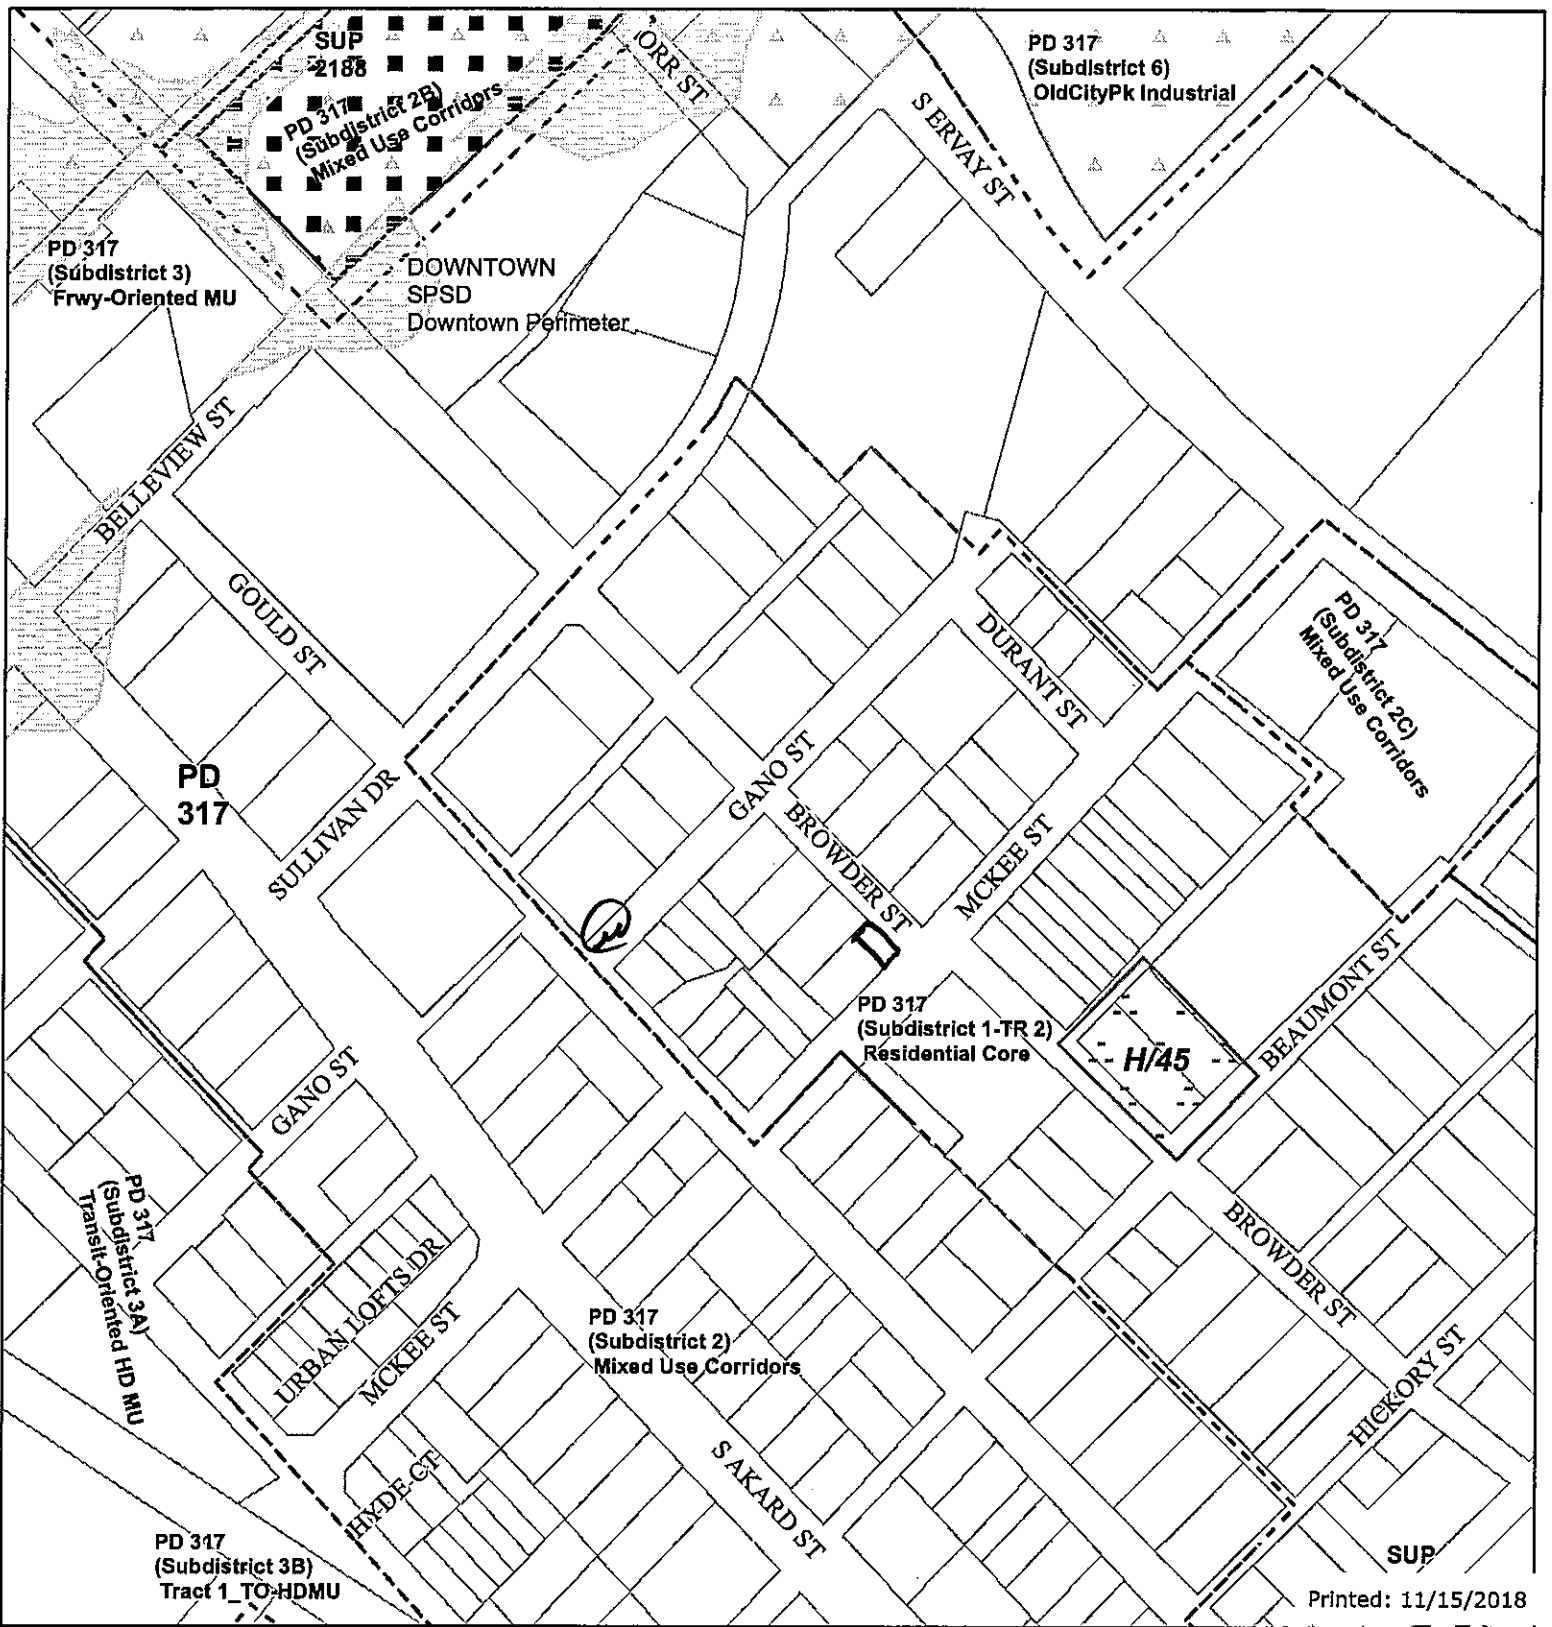 SUP
2188
PD 317
(Subdistrict 2B)
Mixed Use Corridors
ORR ST
S ERVAY ST
PD 317
(Subdistrict 6)
OldCityPk Industrial
PD 317
(Subdistrict 3)
Frwy-Oriented MU
DOWNTOWN
SPSD
Downtown Perimeter
BELLEVIEW ST
GOULD ST
DURANT ST
PD 317
(Subdistrict 2C)
Mixed Use Corridors
PD
317
SULLIVAN DR
GANO ST
BROWDER ST
MCKEE ST
PD 317
(Subdistrict 1-TR 2)
Residential Core
H/45
BEAUMONT ST
GANO ST
PD 317
(Subdistrict 3A)
Transit-Oriented HD MU
URBAN LOFTS DR
MCKEE ST
PD 317
(Subdistrict 2)
Mixed Use Corridors
BROWDER ST
HICKORY ST
HYDE CT
S AKARD ST
PD 317
(Subdistrict 3B)
Tract 1_TO-HDMU
SUP
Printed: 11/15/2018